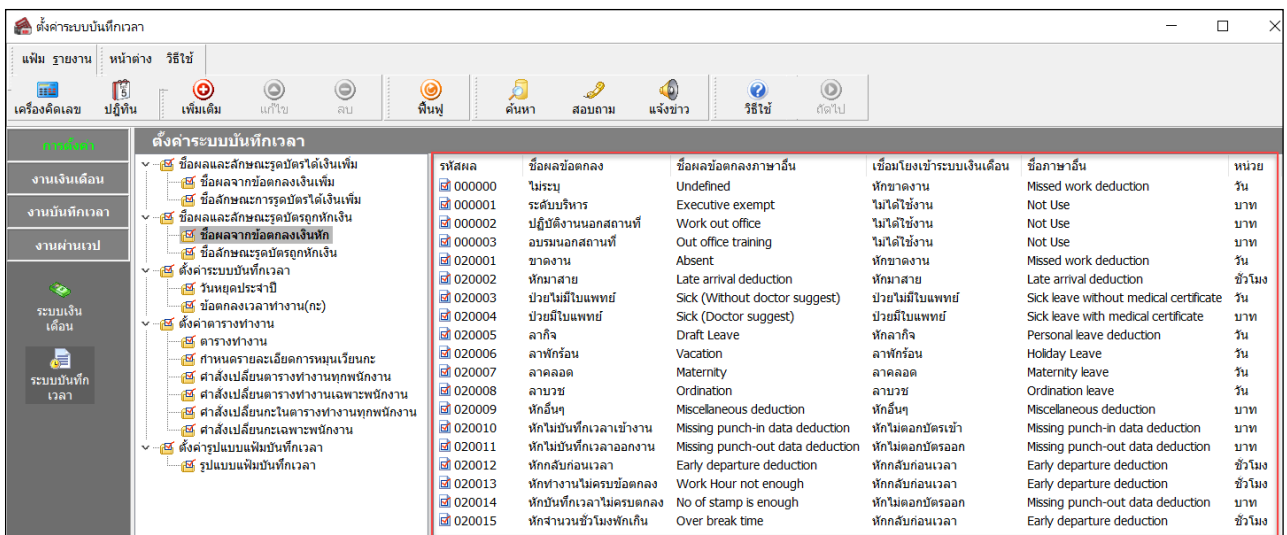 ตั้งค่าระบบบันทึกเวลา
แฟ้ม รายงาน หน้าต่าง วิธีใช้
เครื่องคิดเลข ปฏิทิน เพิ่มเติม แก้ไข ลบ ฟื้นฟู ค้นหา สอบถาม แจ้งข่าว วิธีใช้ ถัดไป
การตั้งค่า
งานเงินเดือน
งานบันทึกเวลา
งานผ่านเวป
ระบบเงิน
เดือน
ระบบบันทึก
เวลา
ตั้งค่าระบบบันทึกเวลา
ชื่อผลและลักษณะรูดบัตรได้เงินเพิ่ม
ชื่อผลจากข้อตกลงเงินเพิ่ม
ชื่อลักษณะการรูดบัตรได้เงินเพิ่ม
ชื่อผลและลักษณะรูดบัตรถูกหักเงิน
ชื่อผลจากข้อตกลงเงินหัก
ชื่อลักษณะรูดบัตรถูกหักเงิน
ตั้งค่าระบบบันทึกเวลา
วันหยุดประจำปี
ข้อตกลงเวลาทำงาน(กะ)
ตั้งค่าตารางทำงาน
ตารางทำงาน
กำหนดรายละเอียดการหมุนเวียนกะ
คำสั่งเปลี่ยนตารางทำงานทุกพนักงาน
คำสั่งเปลี่ยนตารางทำงานเฉพาะพนักงาน
คำสั่งเปลี่ยนกะในตารางทำงานทุกพนักงาน
คำสั่งเปลี่ยนกะเฉพาะพนักงาน
ตั้งค่ารูปแบบแฟ้มบันทึกเวลา
รูปแบบแฟ้มบันทึกเวลา
รหัสผล ชื่อผลข้อตกลง ชื่อผลข้อตกลงภาษาอื่น เชื่อมโยงเข้าระบบเงินเดือน ชื่อภาษาอื่น หน่วย
000000 ไม่ระบุ Undefined หักขาดงาน Missed work deduction วัน
000001 ระดับบริหาร Executive exempt ไม่ได้ใช้งาน Not Use บาท
000002 ปฏิบัติงานนอกสถานที่ Work out office ไม่ได้ใช้งาน Not Use บาท
000003 อบรมนอกสถานที่ Out office training ไม่ได้ใช้งาน Not Use บาท
020001 ขาดงาน Absent หักขาดงาน Missed work deduction วัน
020002 หักมาสาย Late arrival deduction หักมาสาย Late arrival deduction ชั่วโมง
020003 ป่วยไม่มีใบแพทย์ Sick (Without doctor suggest) ป่วยไม่มีใบแพทย์ Sick leave without medical certificate วัน
020004 ป่วยมีใบแพทย์ Sick (Doctor suggest) ป่วยมีใบแพทย์ Sick leave with medical certificate บาท
020005 ลากิจ Draft Leave หักลากิจ Personal leave deduction วัน
020006 ลาพักร้อน Vacation ลาพักร้อน Holiday Leave วัน
020007 ลาคลอด Maternity ลาคลอด Maternity leave วัน
020008 ลาบวช Ordination ลาบวช Ordination leave วัน
020009 หักอื่นๆ Miscellaneous deduction หักอื่นๆ Miscellaneous deduction บาท
020010 หักไม่บันทึกเวลาเข้างาน Missing punch-in data deduction หักไม่ตอกบัตรเข้า Missing punch-in data deduction บาท
020011 หักไม่บันทึกเวลาออกงาน Missing punch-out data deduction หักไม่ตอกบัตรออก Missing punch-out data deduction บาท
020012 หักกลับก่อนเวลา Early departure deduction หักกลับก่อนเวลา Early departure deduction ชั่วโมง
020013 หักทำงานไม่ครบข้อตกลง Work Hour not enough หักกลับก่อนเวลา Early departure deduction ชั่วโมง
020014 หักบันทึกเวลาไม่ครบตกลง No of stamp is enough หักไม่ตอกบัตรออก Missing punch-out data deduction บาท
020015 หักจำนวนชั่วโมงพักเกิน Over break time หักกลับก่อนเวลา Early departure deduction ชั่วโมง